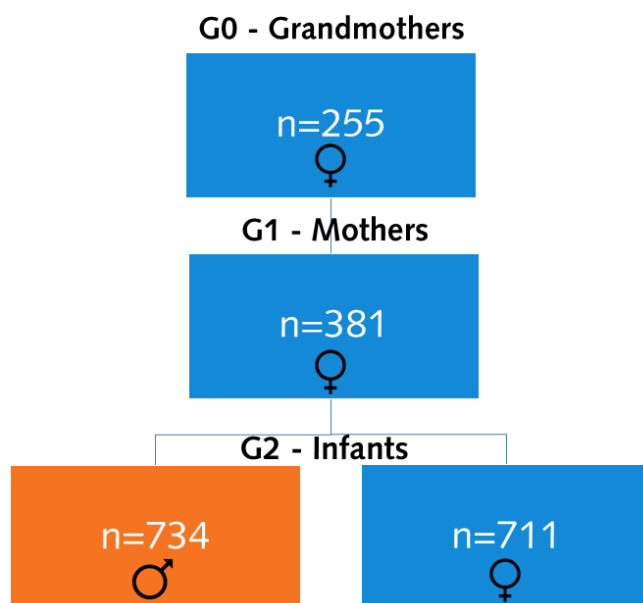 G0 - Grandmothers
n=255
G1 - Mothers
n=381
G2 - Infants
n=734
n=711